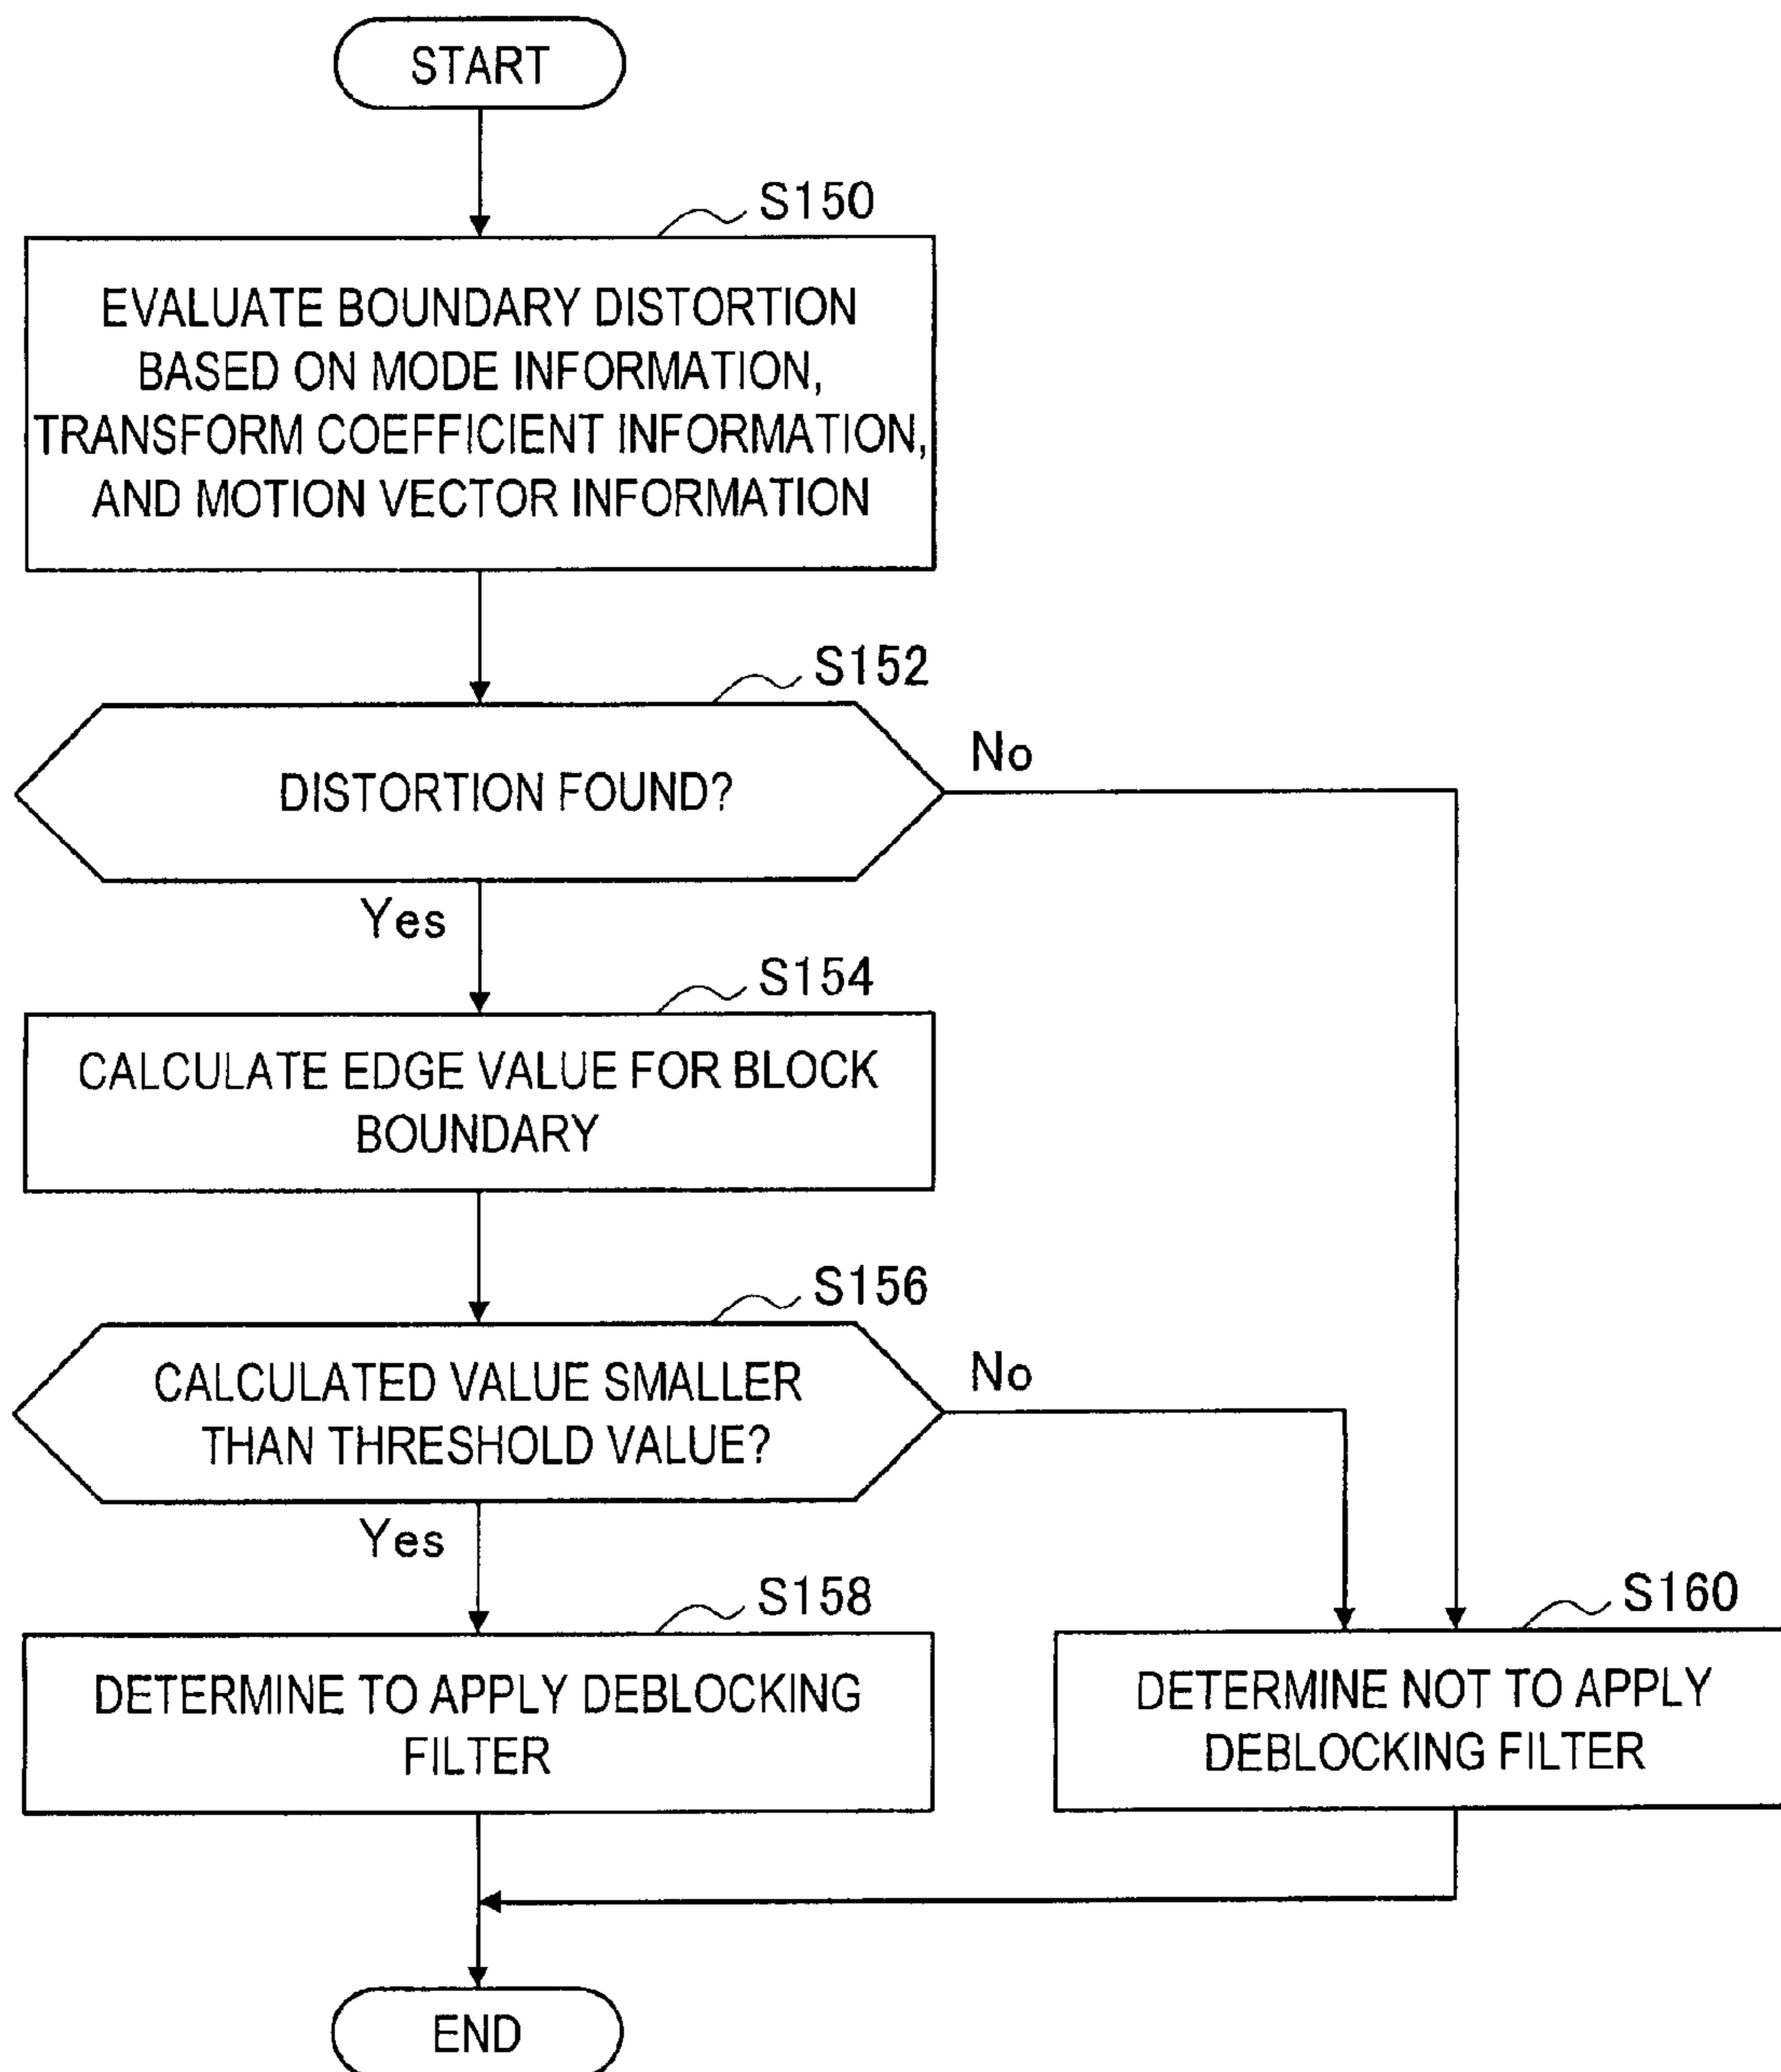 START
S150
EVALUATE BOUNDARY DISTORTION
BASED ON MODE INFORMATION,
TRANSFORM COEFFICIENT INFORMATION,
AND MOTION VECTOR INFORMATION
S152
DISTORTION FOUND?
No
Yes
S154
CALCULATE EDGE VALUE FOR BLOCK
BOUNDARY
S156
CALCULATED VALUE SMALLER
THAN THRESHOLD VALUE?
No
Yes
S158
DETERMINE TO APPLY DEBLOCKING
FILTER
S160
DETERMINE NOT TO APPLY
DEBLOCKING FILTER
END